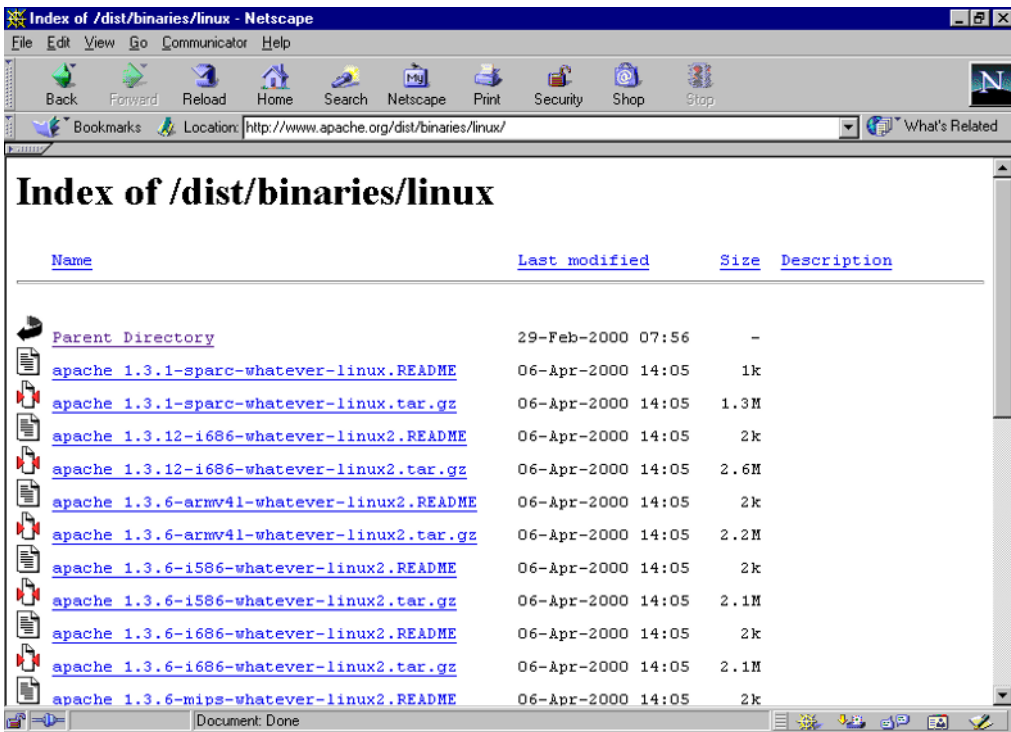 Index of /dist/binaries/linux - Netscape
File Edit View Go Communicator Help
My
N
Back Forward Reload Home Search Netscape Print Security Shop Stop
Bookmarks Location: http://www.apache.org/dist/binaries/linux/ What's Related
Index of /dist/binaries/linux
Name Last modified Size Description
Parent Directory 29-Feb-2000 07:56 -
apache 1.3.1-sparc-whatever-linux.README 06-Apr-2000 14:05 1k
apache 1.3.1-sparc-whatever-linux.tar.gz 06-Apr-2000 14:05 1.3M
apache 1.3.12-i686-whatever-linux2.README 06-Apr-2000 14:05 2k
apache 1.3.12-i686-whatever-linux2.tar.gz 06-Apr-2000 14:05 2.6M
apache 1.3.6-armv4l-whatever-linux2.README 06-Apr-2000 14:05 2k
apache 1.3.6-armv4l-whatever-linux2.tar.gz 06-Apr-2000 14:05 2.2M
apache 1.3.6-i586-whatever-linux2.README 06-Apr-2000 14:05 2k
apache 1.3.6-i586-whatever-linux2.tar.gz 06-Apr-2000 14:05 2.1M
apache 1.3.6-i686-whatever-linux2.README 06-Apr-2000 14:05 2k
apache 1.3.6-i686-whatever-linux2.tar.gz 06-Apr-2000 14:05 2.1M
apache 1.3.6-mips-whatever-linux2.README 06-Apr-2000 14:05 2k
Document: Done